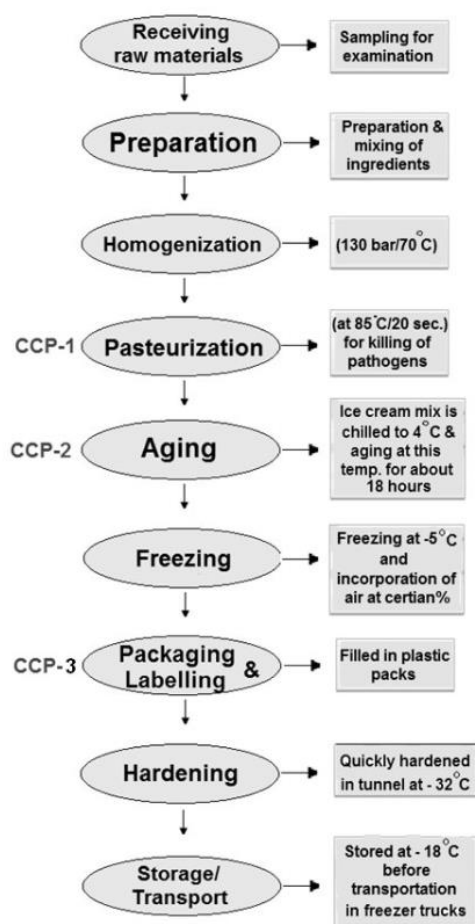 Receiving
raw materials
Sampling for
examination
Preparation
Preparation &
mixing of
ingredients
Homogenization
(130 bar/70°C)
CCP-1
Pasteurization
(at 85°C/20 sec.)
for killing of
pathogens
CCP-2
Aging
Ice cream mix is
chilled to 4°C &
aging at this
temp. for about
18 hours
Freezing
Freezing at -5°C
and
incorporation of
air at certian%
CCP-3
Packaging
Labelling &
Filled in plastic
packs
Hardening
Quickly hardened
in tunnel at - 32°C
Storage/
Transport
Stored at - 18°C
before
transportation
in freezer trucks